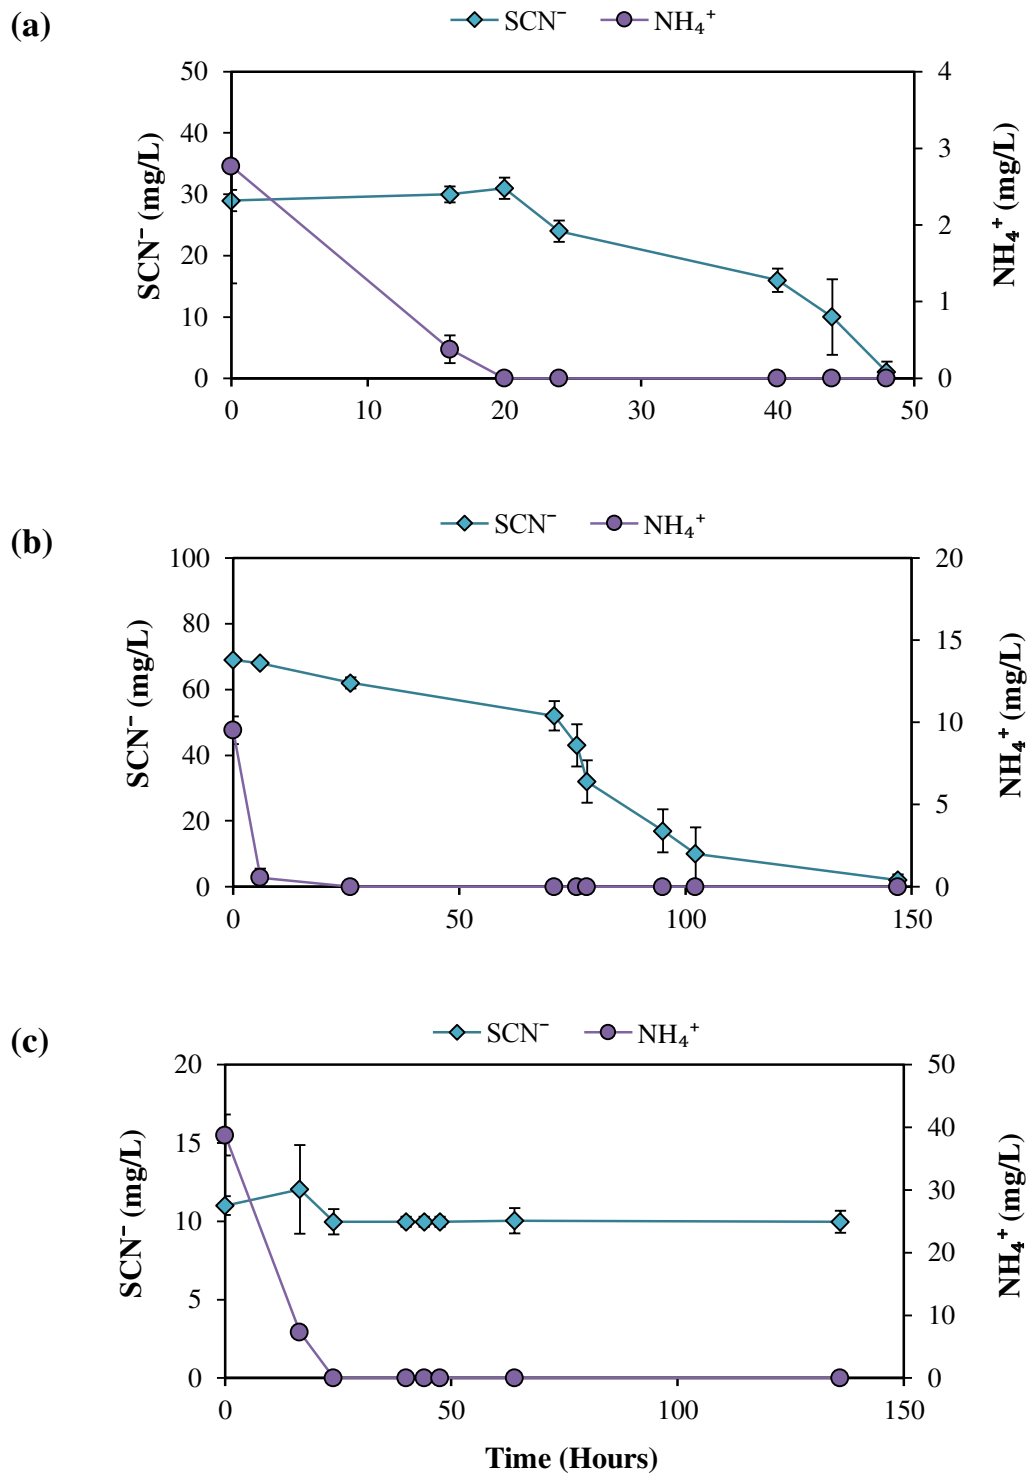 (a)
SCN⁻ NH₄⁺
50 4
40
3
30
2
20
1
10
0 0
0 10 20 30 40 50
SCN⁻ (mg/L)
NH₄⁺ (mg/L)
(b)
SCN⁻ NH₄⁺
100 20
80
15
60
10
40
5
20
0 0
0 50 100 150
SCN⁻ (mg/L)
NH₄⁺ (mg/L)
(c)
SCN⁻ NH₄⁺
20 50
40
15
30
10
20
5
10
0 0
0 50 100 150
SCN⁻ (mg/L)
NH₄⁺ (mg/L)
Time (Hours)